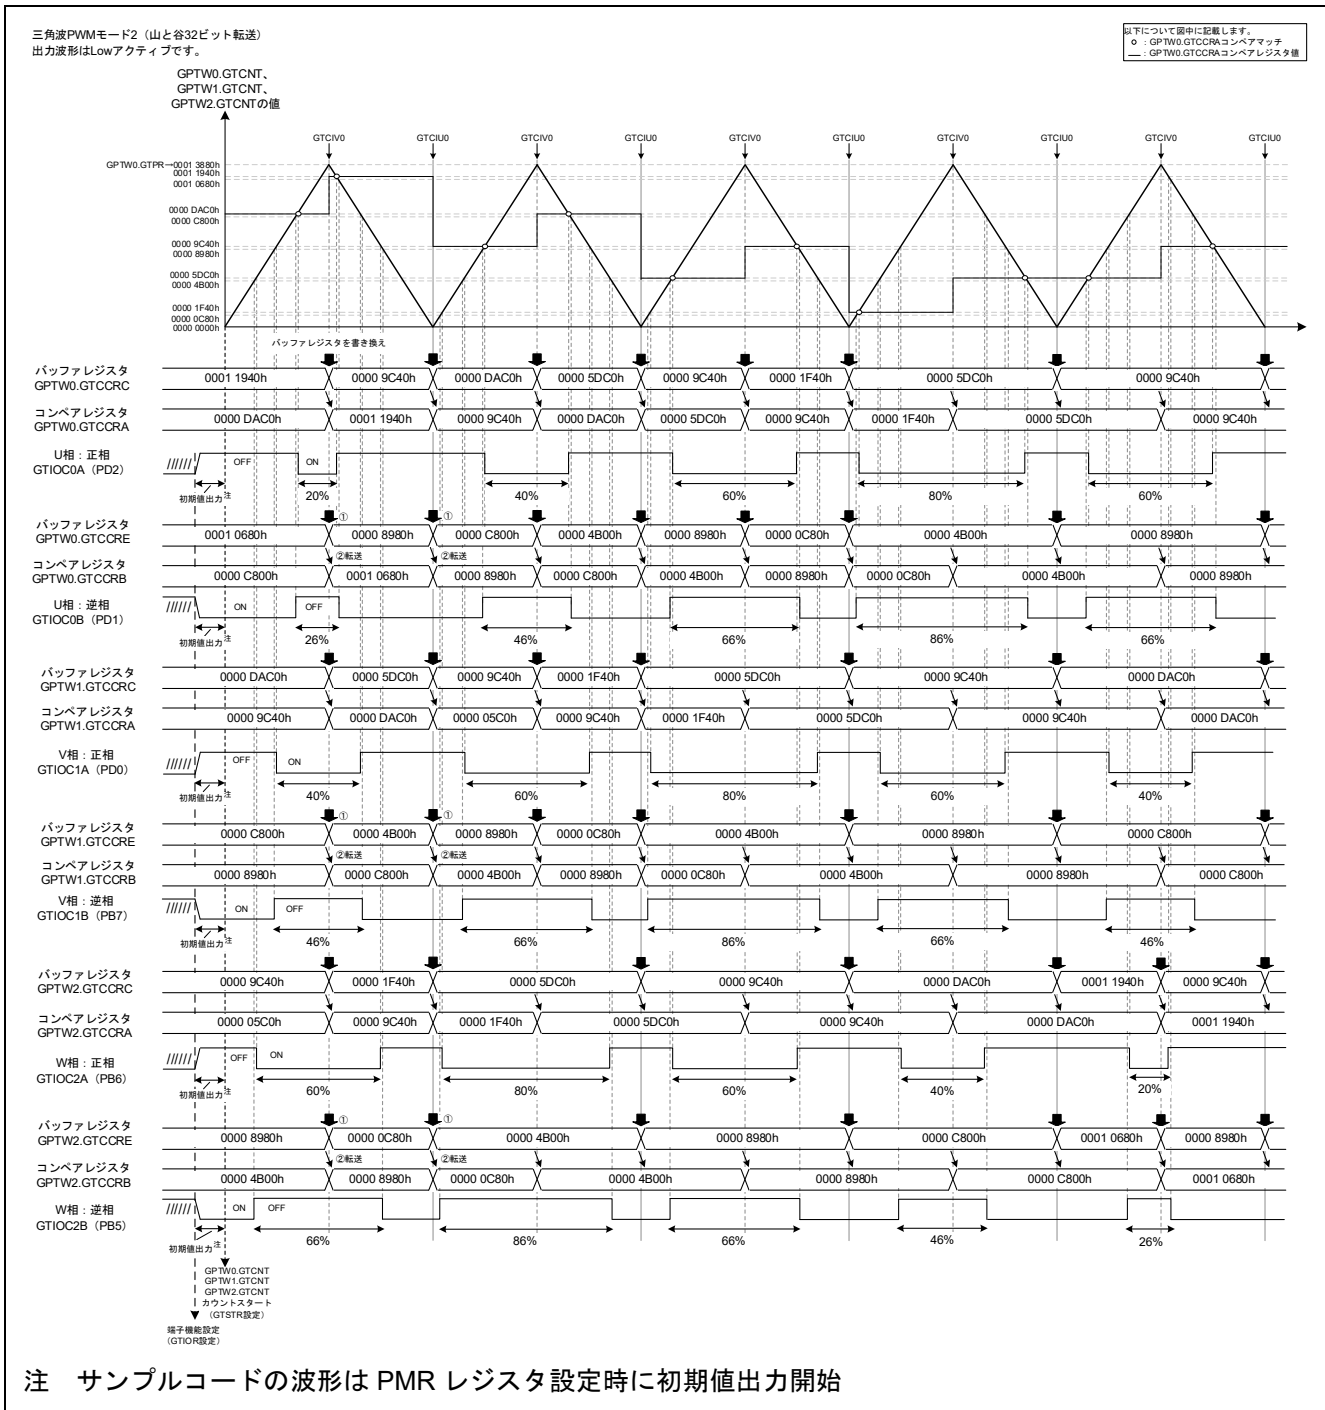 三角波PWMモード2（山と谷32ビット転送）
出力波形はLowアクティブです。
以下について図中に記載します。
○ : GPTW0.GTCCRAコンペアマッチ
— : GPTW0.GTCCRAコンペアレジスタ値
GPTW0.GTCNT、
GPTW1.GTCNT、
GPTW2.GTCNTの値
GTCIV0 GTCIU0 GTCIV0 GTCIU0 GTCIV0 GTCIU0 GTCIV0 GTCIU0 GTCIV0 GTCIU0
GPTW0.GTPR→0001 3880h
0001 1940h
0001 0680h
0000 DAC0h
0000 C800h
0000 9C40h
0000 8980h
0000 5DC0h
0000 4B00h
0000 1F40h
0000 0C80h
0000 0000h
バッファレジスタを書き換え
バッファレジスタ
GPTW0.GTCCRC
0001 1940h 0000 9C40h 0000 DAC0h 0000 5DC0h 0000 9C40h 0000 1F40h 0000 5DC0h 0000 9C40h
コンペアレジスタ
GPTW0.GTCCRA
0000 DAC0h 0001 1940h 0000 9C40h 0000 DAC0h 0000 5DC0h 0000 9C40h 0000 1F40h 0000 5DC0h 0000 9C40h
U相：正相
GTIOC0A（PD2）
////// OFF ON
初期値出力注 20% 40% 60% 80% 60%
① ①
バッファレジスタ
GPTW0.GTCCRE
0001 0680h 0000 8980h 0000 C800h 0000 4B00h 0000 8980h 0000 0C80h 0000 4B00h 0000 8980h
②転送 ②転送
コンペアレジスタ
GPTW0.GTCCRB
0000 C800h 0001 0680h 0000 8980h 0000 C800h 0000 4B00h 0000 8980h 0000 0C80h 0000 4B00h 0000 8980h
U相：逆相
GTIOC0B（PD1）
////// ON OFF
初期値出力注 26% 46% 66% 86% 66%
バッファレジスタ
GPTW1.GTCCRC
0000 DAC0h 0000 5DC0h 0000 9C40h 0000 1F40h 0000 5DC0h 0000 9C40h 0000 DAC0h
コンペアレジスタ
GPTW1.GTCCRA
0000 9C40h 0000 DAC0h 0000 05C0h 0000 9C40h 0000 1F40h 0000 5DC0h 0000 9C40h 0000 DAC0h
V相：正相
GTIOC1A（PD0）
////// OFF ON
初期値出力注 40% 60% 80% 60% 40%
① ①
バッファレジスタ
GPTW1.GTCCRE
0000 C800h 0000 4B00h 0000 8980h 0000 0C80h 0000 4B00h 0000 8980h 0000 C800h
②転送 ②転送
コンペアレジスタ
GPTW1.GTCCRB
0000 8980h 0000 C800h 0000 4B00h 0000 8980h 0000 0C80h 0000 4B00h 0000 8980h 0000 C800h
V相：逆相
GTIOC1B（PB7）
////// ON OFF
初期値出力注 46% 66% 86% 66% 46%
バッファレジスタ
GPTW2.GTCCRC
0000 9C40h 0000 1F40h 0000 5DC0h 0000 9C40h 0000 DAC0h 0001 1940h 0000 9C40h
コンペアレジスタ
GPTW2.GTCCRA
0000 05C0h 0000 9C40h 0000 1F40h 0000 5DC0h 0000 9C40h 0000 DAC0h 0001 1940h
W相：正相
GTIOC2A（PB6）
////// OFF ON
初期値出力注 60% 80% 60% 40% 20%
① ①
バッファレジスタ
GPTW2.GTCCRE
0000 8980h 0000 0C80h 0000 4B00h 0000 8980h 0000 C800h 0001 0680h 0000 8980h
②転送 ②転送
コンペアレジスタ
GPTW2.GTCCRB
0000 4B00h 0000 8980h 0000 0C80h 0000 4B00h 0000 8980h 0000 C800h 0001 0680h
W相：逆相
GTIOC2B（PB5）
////// ON OFF
初期値出力注 66% 86% 66% 46% 26%
GPTW0.GTCNT
GPTW1.GTCNT
GPTW2.GTCNT
カウントスタート
（GTSTR設定）
端子機能設定
（GTIOR設定）
注 サンプルコードの波形は PMR レジスタ設定時に初期値出力開始